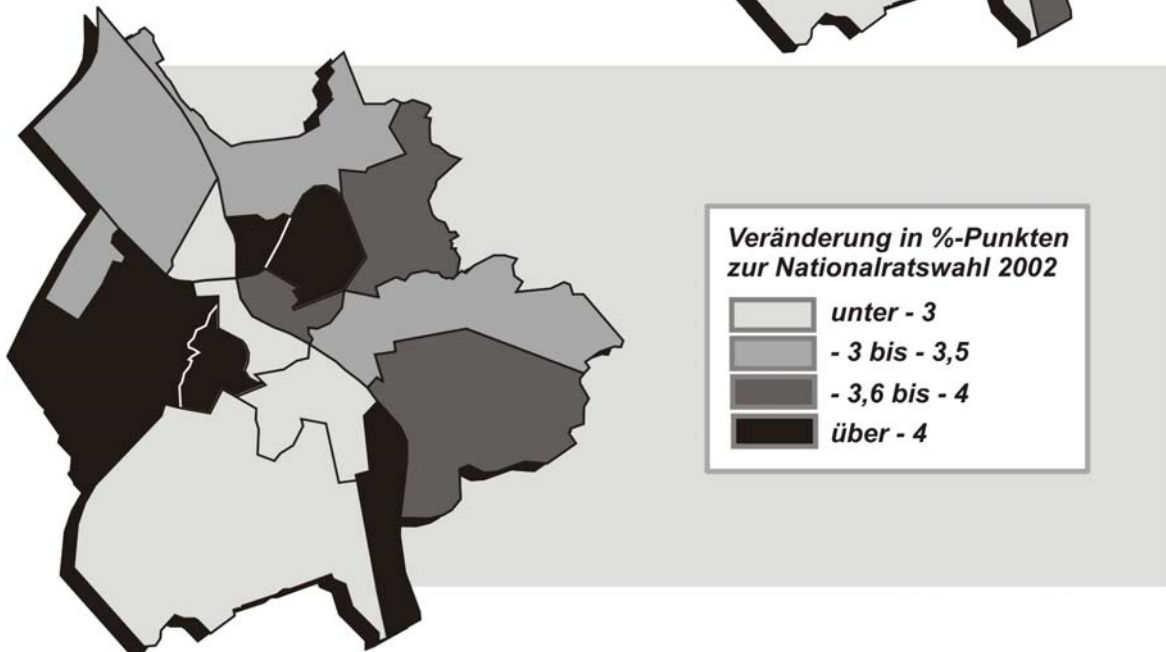 Veränderung in %-Punkten
zur Nationalratswahl 2002
unter - 3
- 3 bis - 3,5
- 3,6 bis - 4
über - 4